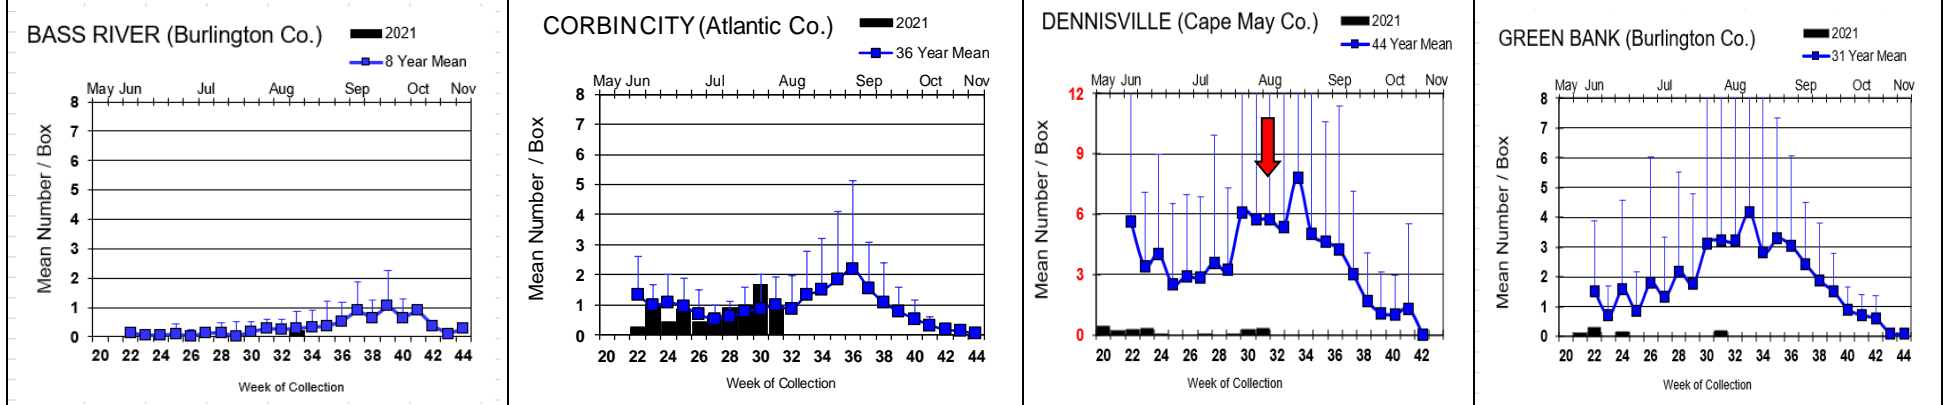 BASS RIVER (Burlington Co.)
2021
8 Year Mean
May Jun Jul Aug Sep Oct Nov
Mean Number / Box
8
7
6
5
4
3
2
1
0
20 22 24 26 28 30 32 34 36 38 40 42 44
Week of Collection
CORBIN CITY (Atlantic Co.)
2021
36 Year Mean
May Jun Jul Aug Sep Oct Nov
Mean Number / Box
8
7
6
5
4
3
2
1
0
20 22 24 26 28 30 32 34 36 38 40 42 44
Week of Collection
DENNISVILLE (Cape May Co.)
2021
44 Year Mean
May Jun Jul Aug Sep Oct Nov
Mean Number / Box
12
9
6
3
0
20 22 24 26 28 30 32 34 36 38 40 42
Week of Collection
GREEN BANK (Burlington Co.)
2021
31 Year Mean
May Jun Jul Aug Sep Oct Nov
Mean Number / Box
8
7
6
5
4
3
2
1
0
20 22 24 26 28 30 32 34 36 38 40 42 44
Week of Collection